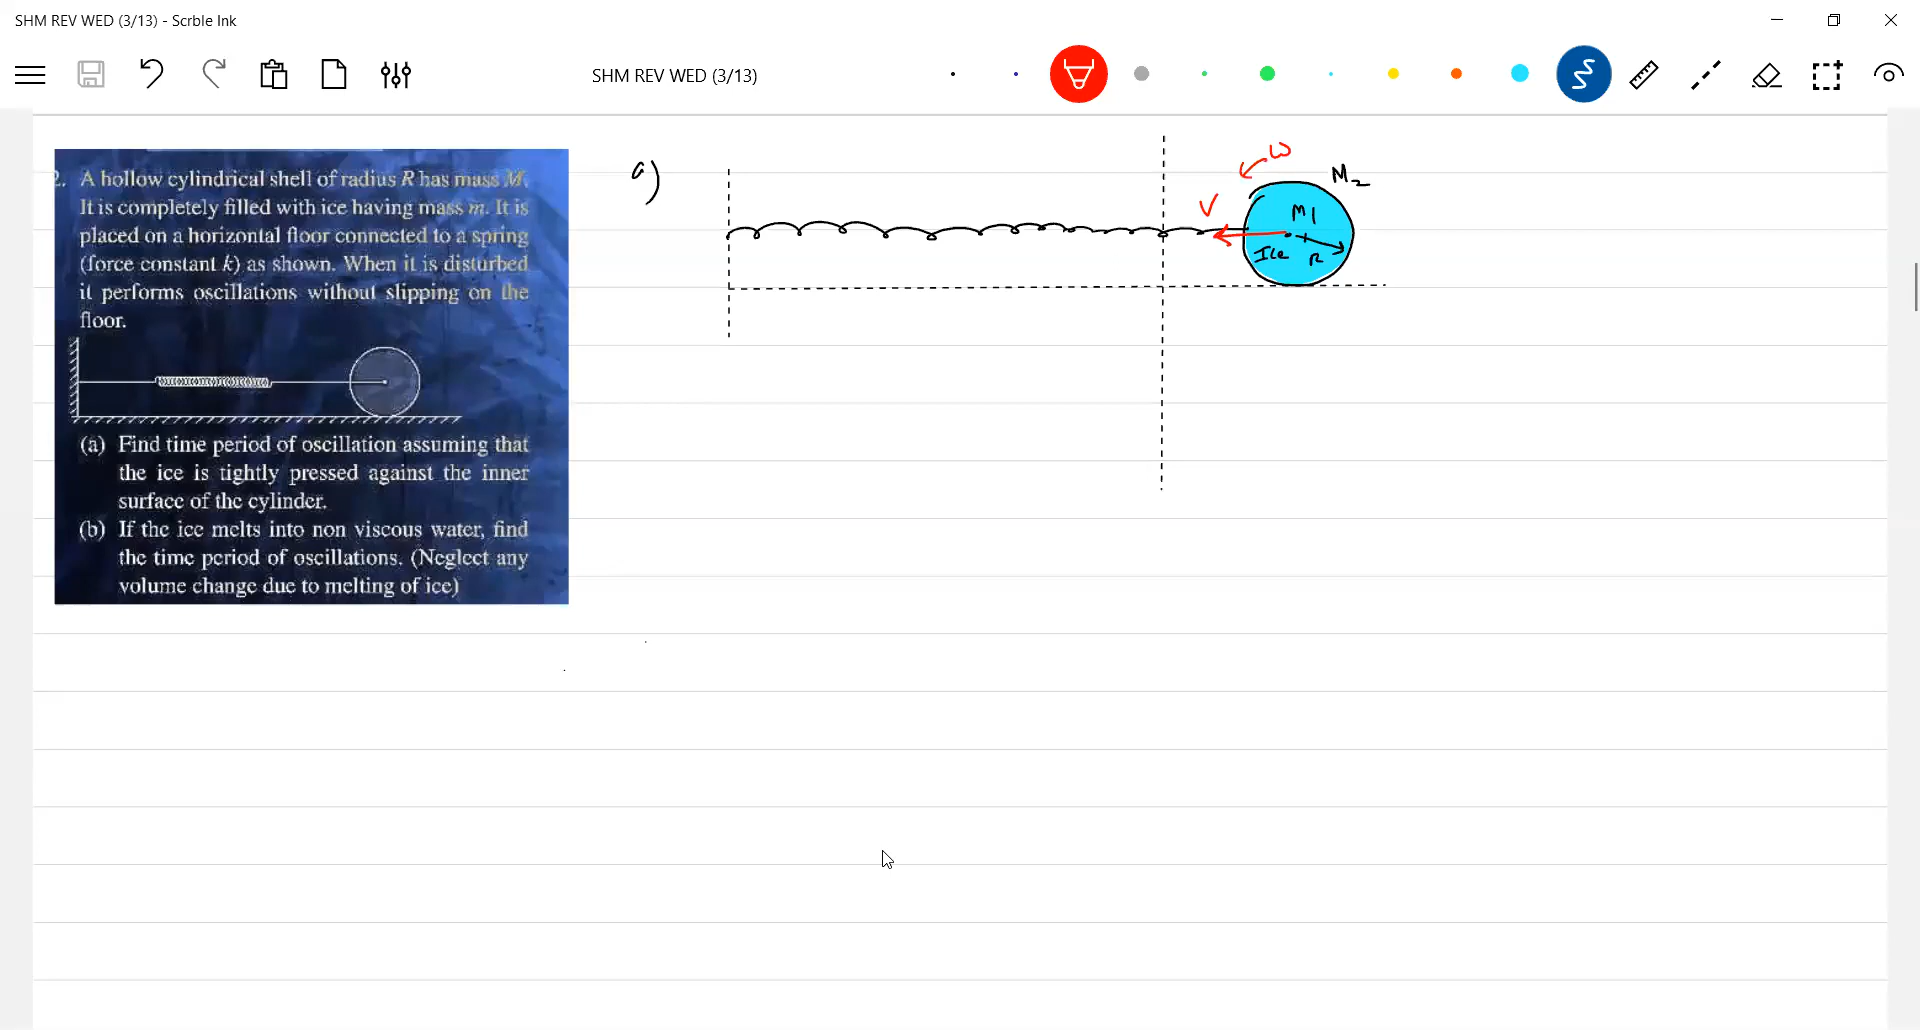 SHM REV WED (3/13) - Scrble Ink
SHM REV WED (3/13)
2. A hollow cylindrical shell of radius R has mass M.
It is completely filled with ice having mass m. It is
placed on a horizontal floor connected to a spring
(force constant k) as shown. When it is disturbed
it performs oscillations without slipping on the
floor.
(a) Find time period of oscillation assuming that
the ice is tightly pressed against the inner
surface of the cylinder.
(b) If the ice melts into non viscous water, find
the time period of oscillations. (Neglect any
volume change due to melting of ice)
a)
ω
M2
V
M1
Ice R